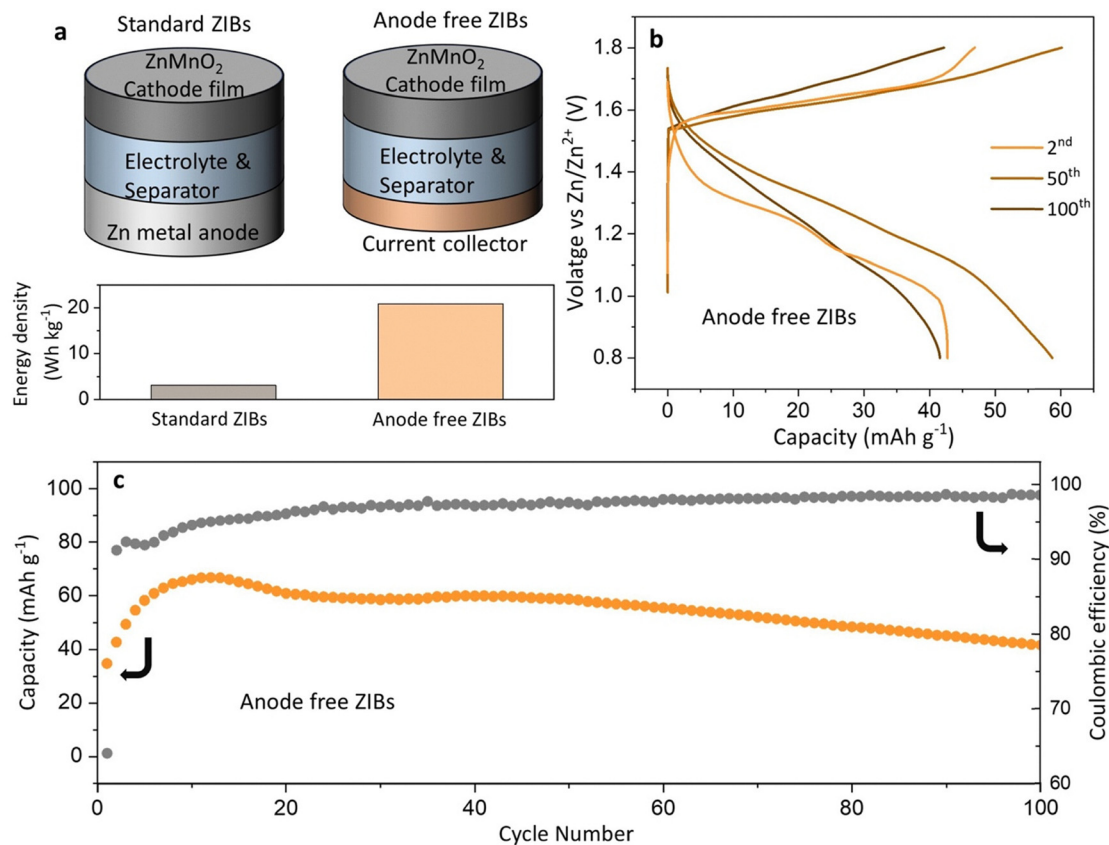 a
Standard ZIBs
Anode free ZIBs
ZnMnO₂
Cathode film
Electrolyte &
Separator
Zn metal anode
ZnMnO₂
Cathode film
Electrolyte &
Separator
Current collector
Energy density
(Wh kg⁻¹)
20
10
0
Standard ZIBs
Anode free ZIBs
b
Volatge vs Zn/Zn²⁺ (V)
1.8
1.6
1.4
1.2
1.0
0.8
2ⁿᵈ
50ᵗʰ
100ᵗʰ
Anode free ZIBs
0 10 20 30 40 50 60
Capacity (mAh g⁻¹)
c
Capacity (mAh g⁻¹)
100
80
60
40
20
0
Anode free ZIBs
100
90
80
70
60
Coulombic efficiency (%)
0 20 40 60 80 100
Cycle Number